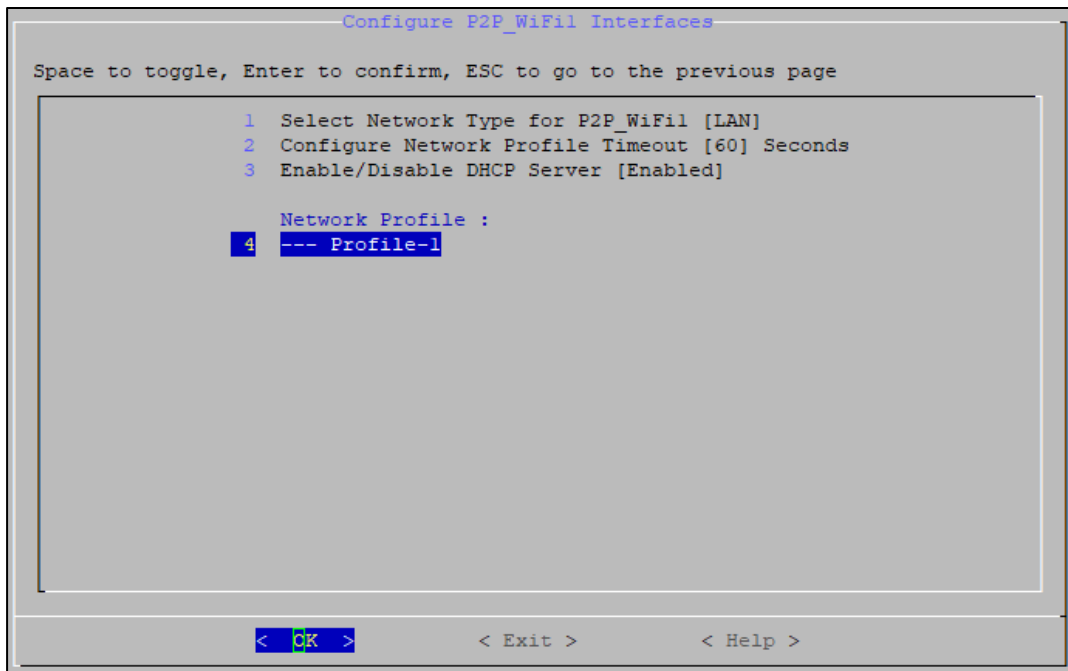 Configure P2P_WiFi1 Interfaces
Space to toggle, Enter to confirm, ESC to go to the previous page
1 Select Network Type for P2P_WiFi1 [LAN]
2 Configure Network Profile Timeout [60] Seconds
3 Enable/Disable DHCP Server [Enabled]
Network Profile :
4 --- Profile-1
< OK > < Exit > < Help >